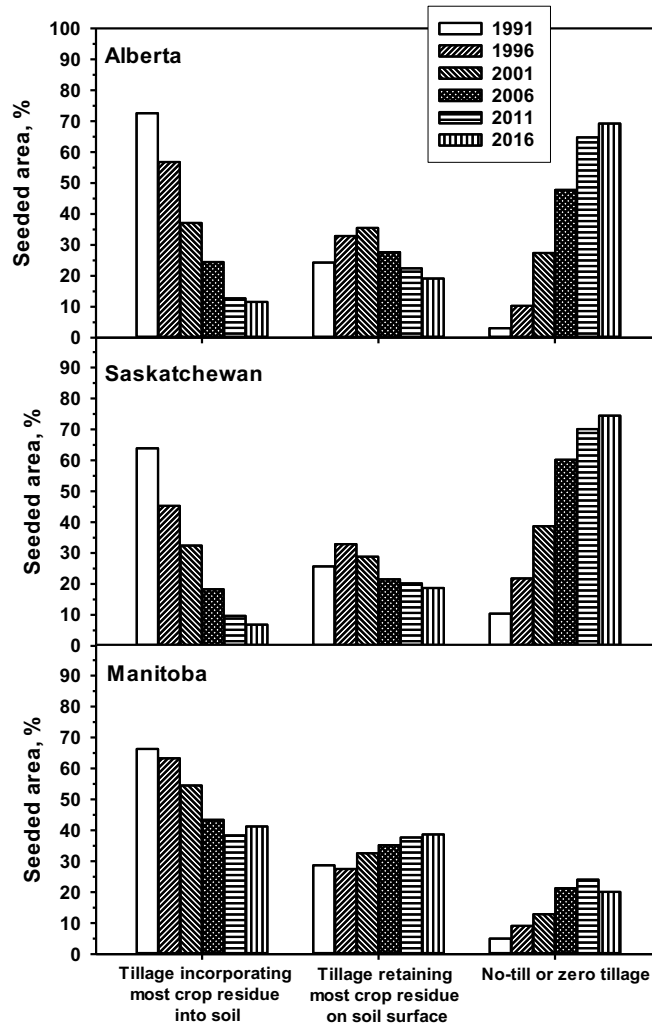 1991
1996
2001
2006
2011
2016
Alberta
Seeded area, %
100
90
80
70
60
50
40
30
20
10
0
Saskatchewan
Seeded area, %
90
80
70
60
50
40
30
20
10
0
Manitoba
Seeded area, %
90
80
70
60
50
40
30
20
10
0
Tillage incorporating
most crop residue
into soil
Tillage retaining
most crop residue
on soil surface
No-till or zero tillage